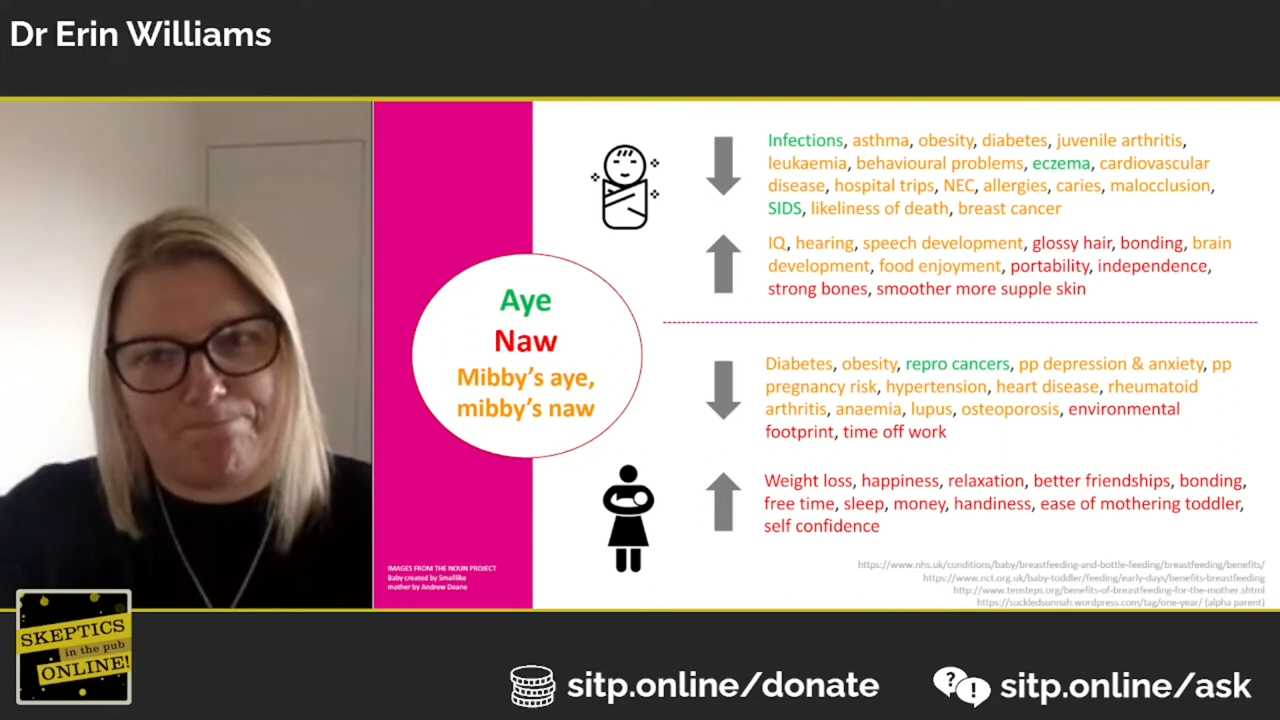 Dr Erin Williams
Infections, asthma, obesity, diabetes, juvenile arthritis,
leukaemia, behavioural problems, eczema, cardiovascular
disease, hospital trips, NEC, allergies, caries, malocclusion,
SIDS, likeliness of death, breast cancer
IQ, hearing, speech development, glossy hair, bonding, brain
development, food enjoyment, portability, independence,
strong bones, smoother more supple skin
Aye
Naw
Mibby's aye,
mibby's naw
Diabetes, obesity, repro cancers, pp depression & anxiety, pp
pregnancy risk, hypertension, heart disease, rheumatoid
arthritis, anaemia, lupus, osteoporosis, environmental
footprint, time off work
Weight loss, happiness, relaxation, better friendships, bonding,
free time, sleep, money, handiness, ease of mothering toddler,
self confidence
IMAGES FROM THE NOUN PROJECT
Baby created by Smalllike
mother by Andrew Doane
https://www.nhs.uk/conditions/baby/breastfeeding-and-bottle-feeding/breastfeeding/benefits/
https://www.nct.org.uk/baby-toddler/feeding/early-days/benefits-breastfeeding
http://www.tensteps.org/benefits-of-breastfeeding-for-the-mother.shtml
https://suckledsunnah.wordpress.com/tag/one-year/ (alpha parent)
SKEPTICS
in the pub
ONLINE!
sitp.online/donate
?!
sitp.online/ask